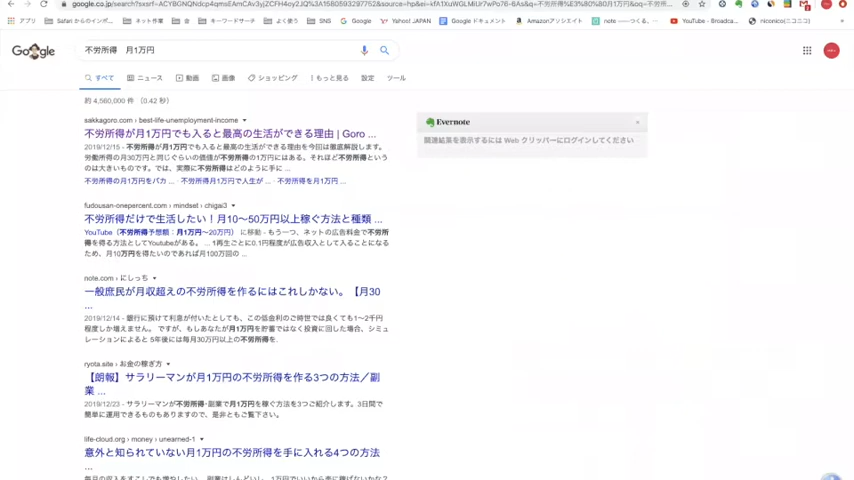 アプリ Safari からのインポ... ネット作業 会 キーワードサーチ よく使う SNS Google Yahoo! JAPAN Google ドキュメント Amazonアソシエイト note ――つくる、... YouTube - Broadca... niconico(ニコニコ)
Google
不労所得　月1万円
すべて ニュース 動画 画像 ショッピング もっと見る 設定 ツール
約 4,560,000 件 （0.42 秒）
sakkagoro.com › best-life-unemployment-income
不労所得が月1万円でも入ると最高の生活ができる理由 | Goro ...
2019/12/15 - 不労所得が月1万円でも入ると最高の生活ができる理由を今回は徹底解説します。
労働所得の月30万円と同じぐらいの価値が不労所得の1万円にはある。それほど不労所得という
のは大きいものです。では、実際に不労所得はどのように手に ...
不労所得の月1万円をバカ ... · 不労所得月1万円で人生が ... · 不労所得を月1万円 ...
Evernote
関連結果を表示するには Web クリッパーにログインしてください
fudousan-onepercent.com › mindset › chigai3
不労所得だけで生活したい！月10〜50万円以上稼ぐ方法と種類 ...
YouTube（不労所得予想額：月1万円〜20万円） に移動 - もう一つ、ネットの広告料金で不労所
得を得る方法としてYoutubeがある。 ... 1再生ごとに0.1円程度が広告収入として入ることになる
ため、月10万円を得たいのであれば月100万回の ...
note.com › にしっち
一般庶民が月収超えの不労所得を作るにはこれしかない。【月30
...
2019/12/14 - 銀行に預けて利息が付いたとしても、この低金利のご時世では良くても1〜2千円
程度しか増えません。 ですが、もしあなたが月1万円を貯蓄ではなく投資に回した場合、シミュ
レーションによると 5年後には毎月30万円以上の不労所得を.
ryota.site › お金の稼ぎ方
【朗報】サラリーマンが月1万円の不労所得を作る3つの方法／副
業 ...
2019/12/23 - サラリーマンが不労所得・副業で月1万円を稼ぐ方法を3つご紹介します。3日間で
簡単に運用できるものもありますので、是非ともご覧下さい。
life-cloud.org › money › unearned-1
意外と知られていない月1万円の不労所得を手に入れる4つの方法
...